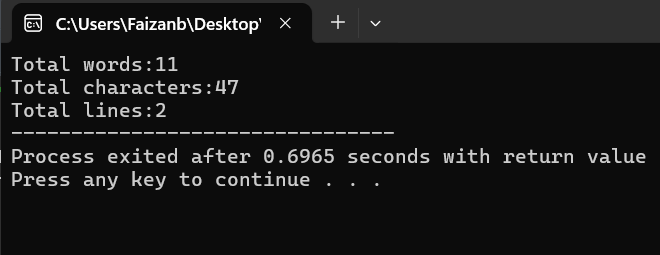 C:\Users\Faizanb\Desktop\
Total words:11
Total characters:47
Total lines:2
--------------------------------
Process exited after 0.6965 seconds with return value
Press any key to continue . . .